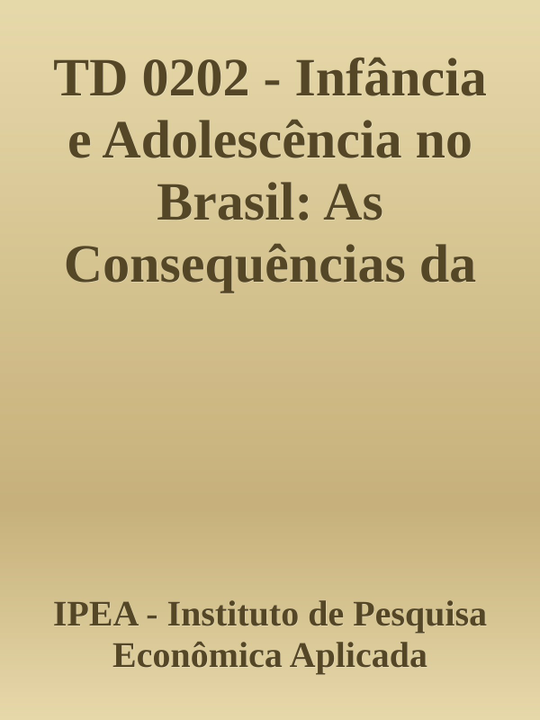 TD 0202 - Infância
e Adolescência no
Brasil: As
Consequências da
IPEA - Instituto de Pesquisa
Econômica Aplicada